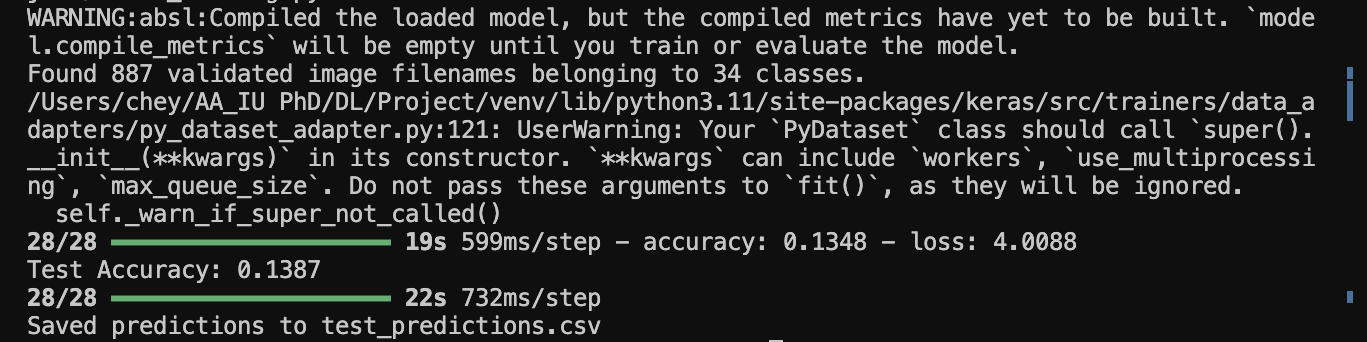 WARNING:absl:Compiled the loaded model, but the compiled metrics have yet to be built. `mode
l.compile_metrics` will be empty until you train or evaluate the model.
Found 887 validated image filenames belonging to 34 classes.
/Users/chey/AA_IU PhD/DL/Project/venv/lib/python3.11/site-packages/keras/src/trainers/data_a
dapters/py_dataset_adapter.py:121: UserWarning: Your `PyDataset` class should call `super().
__init__(**kwargs)` in its constructor. `**kwargs` can include `workers`, `use_multiprocessi
ng`, `max_queue_size`. Do not pass these arguments to `fit()`, as they will be ignored.
  self._warn_if_super_not_called()
28/28 ━━━━━━━━━━━━━━━━━━━━ 19s 599ms/step - accuracy: 0.1348 - loss: 4.0088
Test Accuracy: 0.1387
28/28 ━━━━━━━━━━━━━━━━━━━━ 22s 732ms/step
Saved predictions to test_predictions.csv